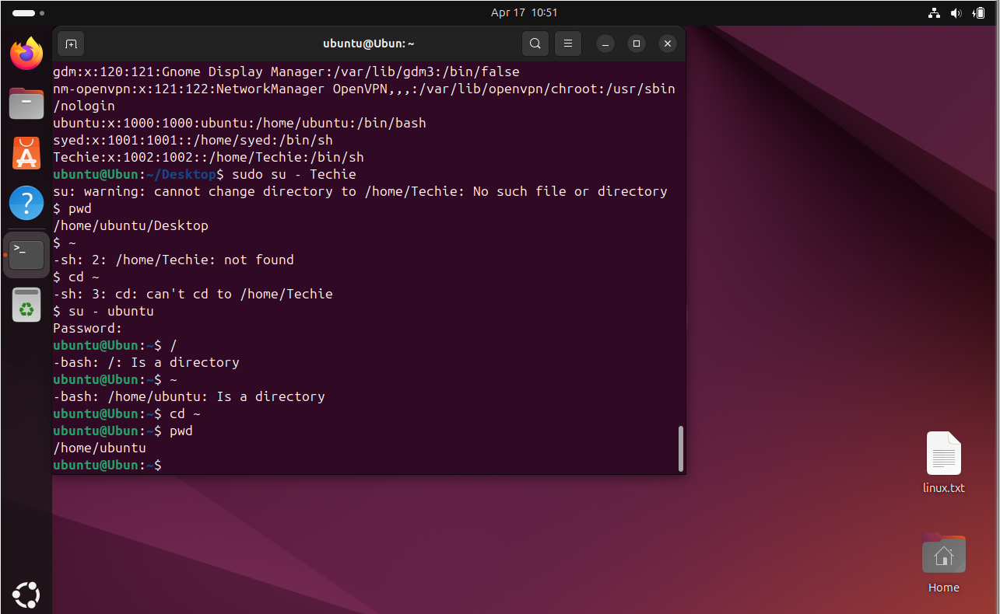 Apr 17 10:51
ubuntu@Ubun: ~
gdm:x:120:121:Gnome Display Manager:/var/lib/gdm3:/bin/false
nm-openvpn:x:121:122:NetworkManager OpenVPN,,,:/var/lib/openvpn/chroot:/usr/sbin
/nologin
ubuntu:x:1000:1000:ubuntu:/home/ubuntu:/bin/bash
syed:x:1001:1001::/home/syed:/bin/sh
Techie:x:1002:1002::/home/Techie:/bin/sh
ubuntu@Ubun:~/Desktop$ sudo su - Techie
su: warning: cannot change directory to /home/Techie: No such file or directory
$ pwd
/home/ubuntu/Desktop
$ ~
-sh: 2: /home/Techie: not found
$ cd ~
-sh: 3: cd: can't cd to /home/Techie
$ su - ubuntu
Password:
ubuntu@Ubun:~$ /
-bash: /: Is a directory
ubuntu@Ubun:~$ ~
-bash: /home/ubuntu: Is a directory
ubuntu@Ubun:~$ cd ~
ubuntu@Ubun:~$ pwd
/home/ubuntu
ubuntu@Ubun:~$
linux.txt
Home